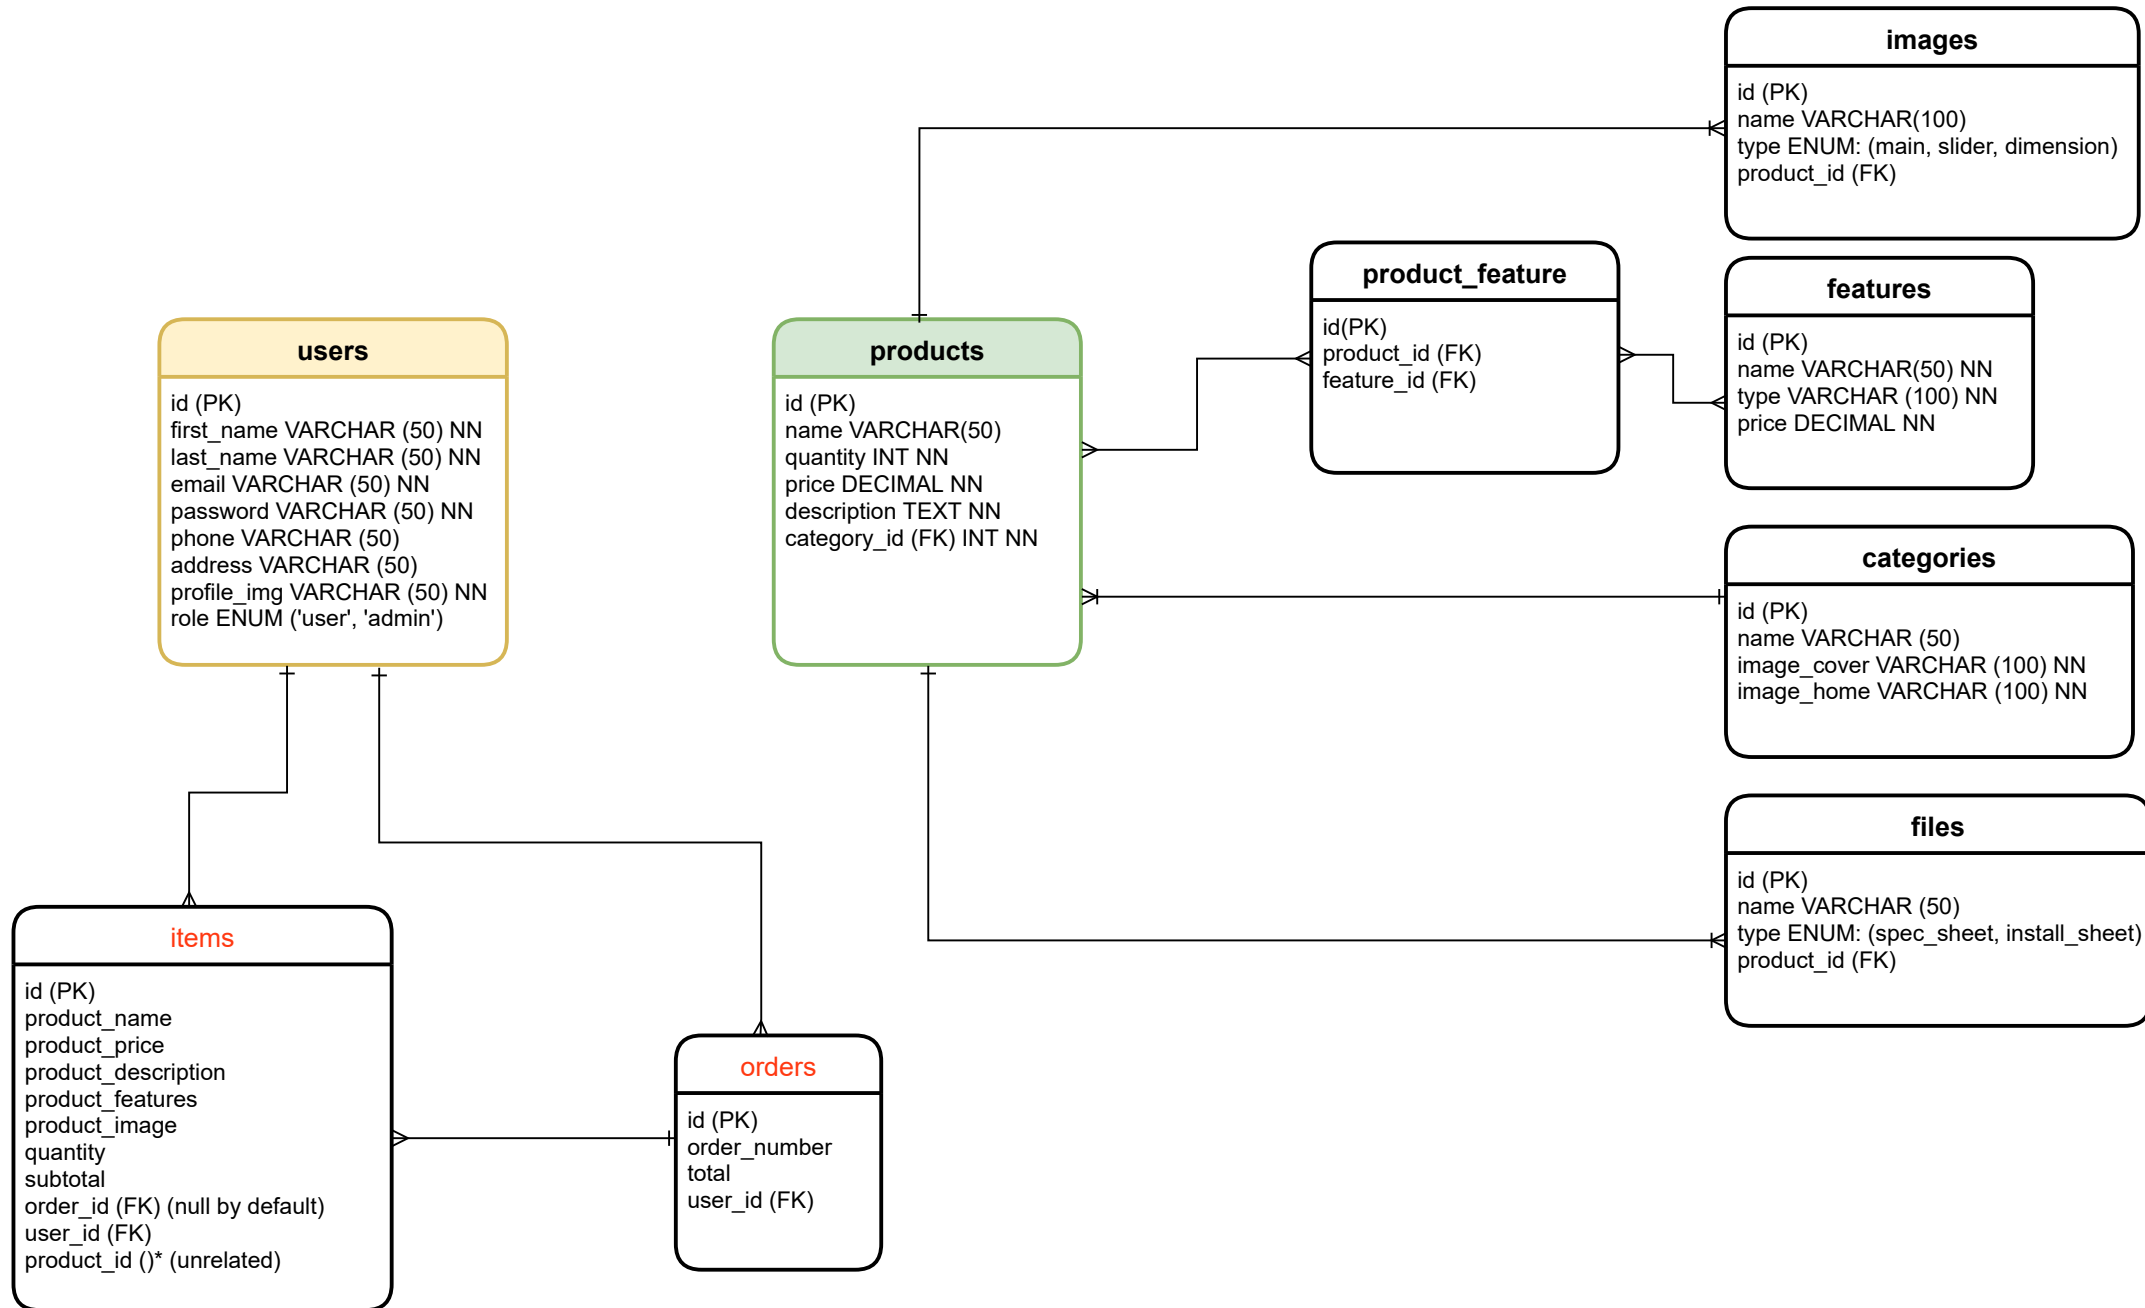 images
id (PK)
name VARCHAR(100)
type ENUM: (main, slider, dimension)
product_id (FK)
product_feature
id(PK)
product_id (FK)
feature_id (FK)
features
id (PK)
name VARCHAR(50) NN
type VARCHAR (100) NN
price DECIMAL NN
users
id (PK)
first_name VARCHAR (50) NN
last_name VARCHAR (50) NN
email VARCHAR (50) NN
password VARCHAR (50) NN
phone VARCHAR (50)
address VARCHAR (50)
profile_img VARCHAR (50) NN
role ENUM ('user', 'admin')
products
id (PK)
name VARCHAR(50)
quantity INT NN
price DECIMAL NN
description TEXT NN
category_id (FK) INT NN
categories
id (PK)
name VARCHAR (50)
image_cover VARCHAR (100) NN
image_home VARCHAR (100) NN
files
id (PK)
name VARCHAR (50)
type ENUM: (spec_sheet, install_sheet)
product_id (FK)
items
id (PK)
product_name
product_price
product_description
product_features
product_image
quantity
subtotal
order_id (FK) (null by default)
user_id (FK)
product_id ()* (unrelated)
orders
id (PK)
order_number
total
user_id (FK)